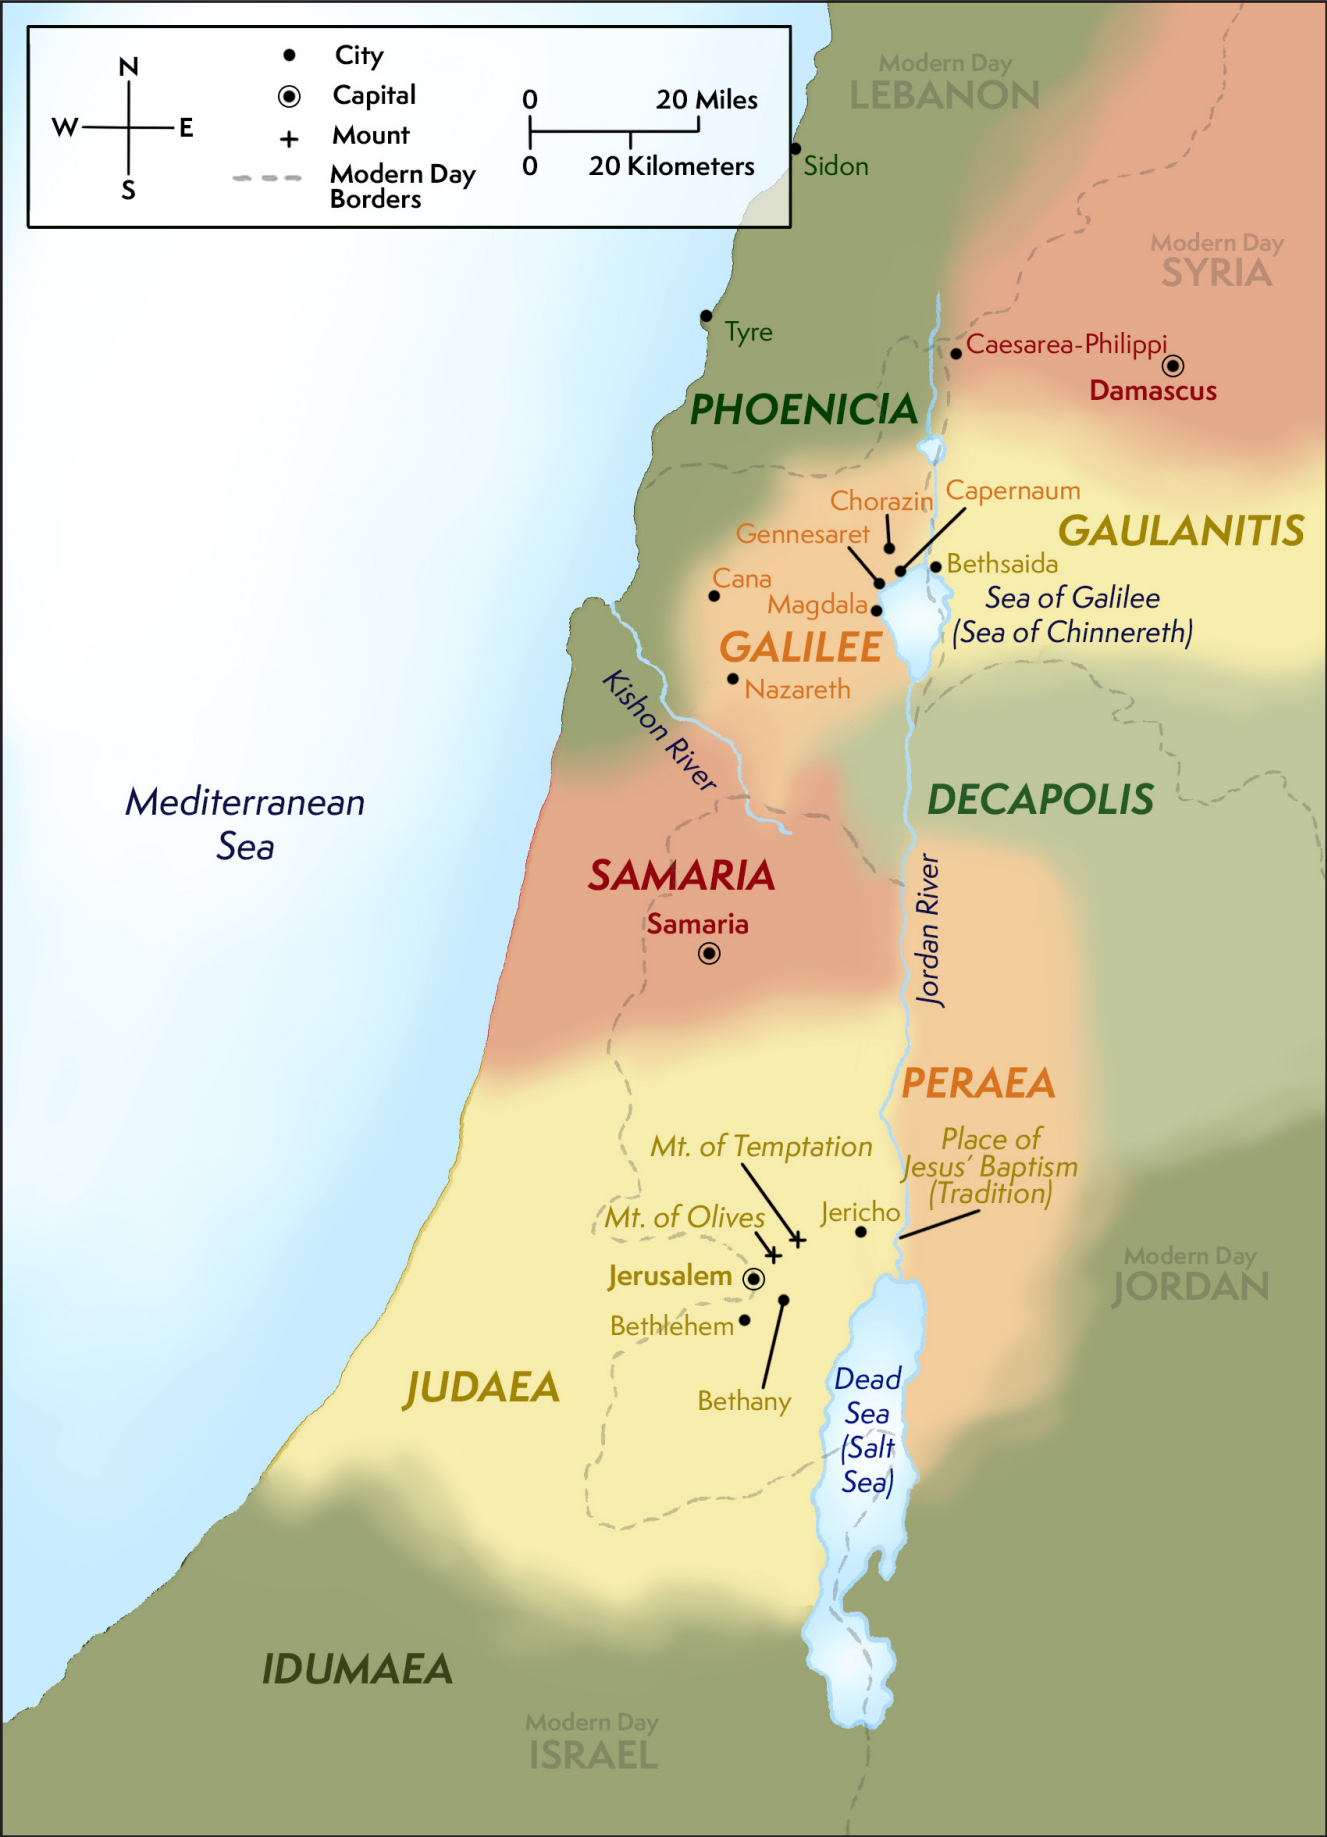 N
W
E
S
City
Capital
Mount
Modern Day
Borders
0
20 Miles
0
20 Kilometers
Modern Day
LEBANON
Sidon
Modern Day
SYRIA
Tyre
Caesarea-Philippi
Damascus
PHOENICIA
Chorazin
Capernaum
Gennesaret
GAULANITIS
Bethsaida
Cana
Magdala
Sea of Galilee
(Sea of Chinnereth)
GALILEE
Nazareth
Kishon River
Mediterranean
Sea
DECAPOLIS
SAMARIA
Samaria
Jordan River
PERAEA
Mt. of Temptation
Place of
Jesus’ Baptism
(Tradition)
Mt. of Olives
Jericho
Jerusalem
Bethlehem
Modern Day
JORDAN
JUDAEA
Bethany
Dead
Sea
(Salt
Sea)
IDUMAEA
Modern Day
ISRAEL